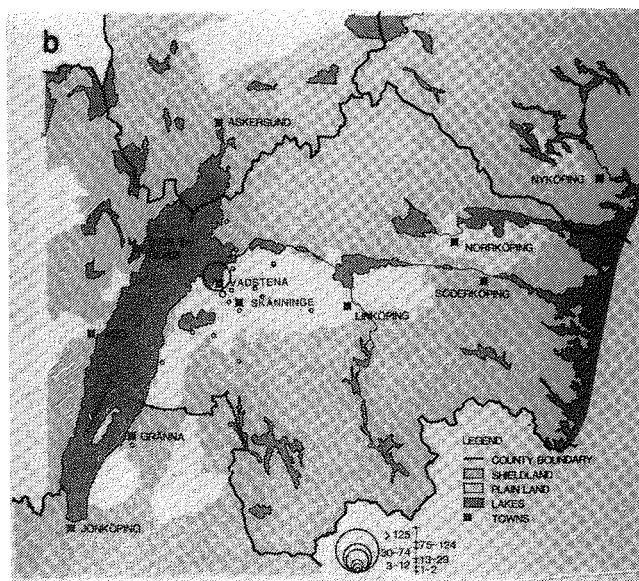 b
ASKERSUND
NYKÖPING
NORRKÖPING
VADSTENA
SKÄNNINGE
SÖDERKÖPING
LINKÖPING
GRÄNNA
JÖNKÖPING
LEGEND
COUNTY BOUNDARY
SHIELDLAND
PLAIN LAND
LAKES
TOWNS
> 125
75-124
30-74
13-29
3-12
1-2